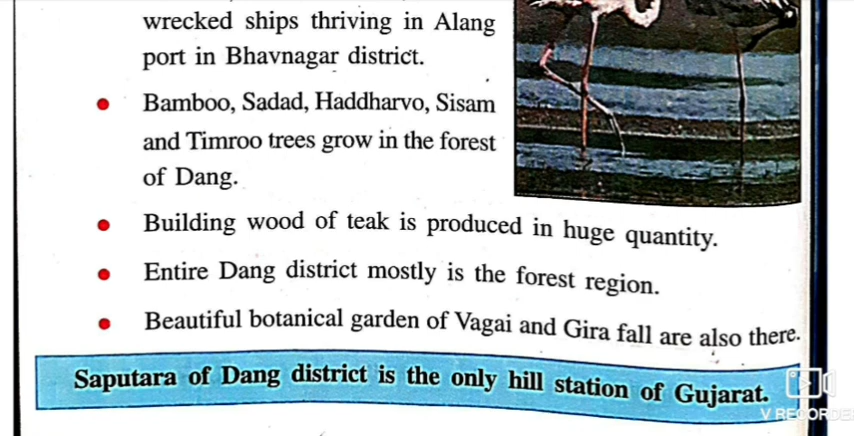 wrecked ships thriving in Alang
port in Bhavnagar district.
• Bamboo, Sadad, Haddharvo, Sisam
and Timroo trees grow in the forest
of Dang.
• Building wood of teak is produced in huge quantity.
• Entire Dang district mostly is the forest region.
• Beautiful botanical garden of Vagai and Gira fall are also there.
Saputara of Dang district is the only hill station of Gujarat.
V RECORDER